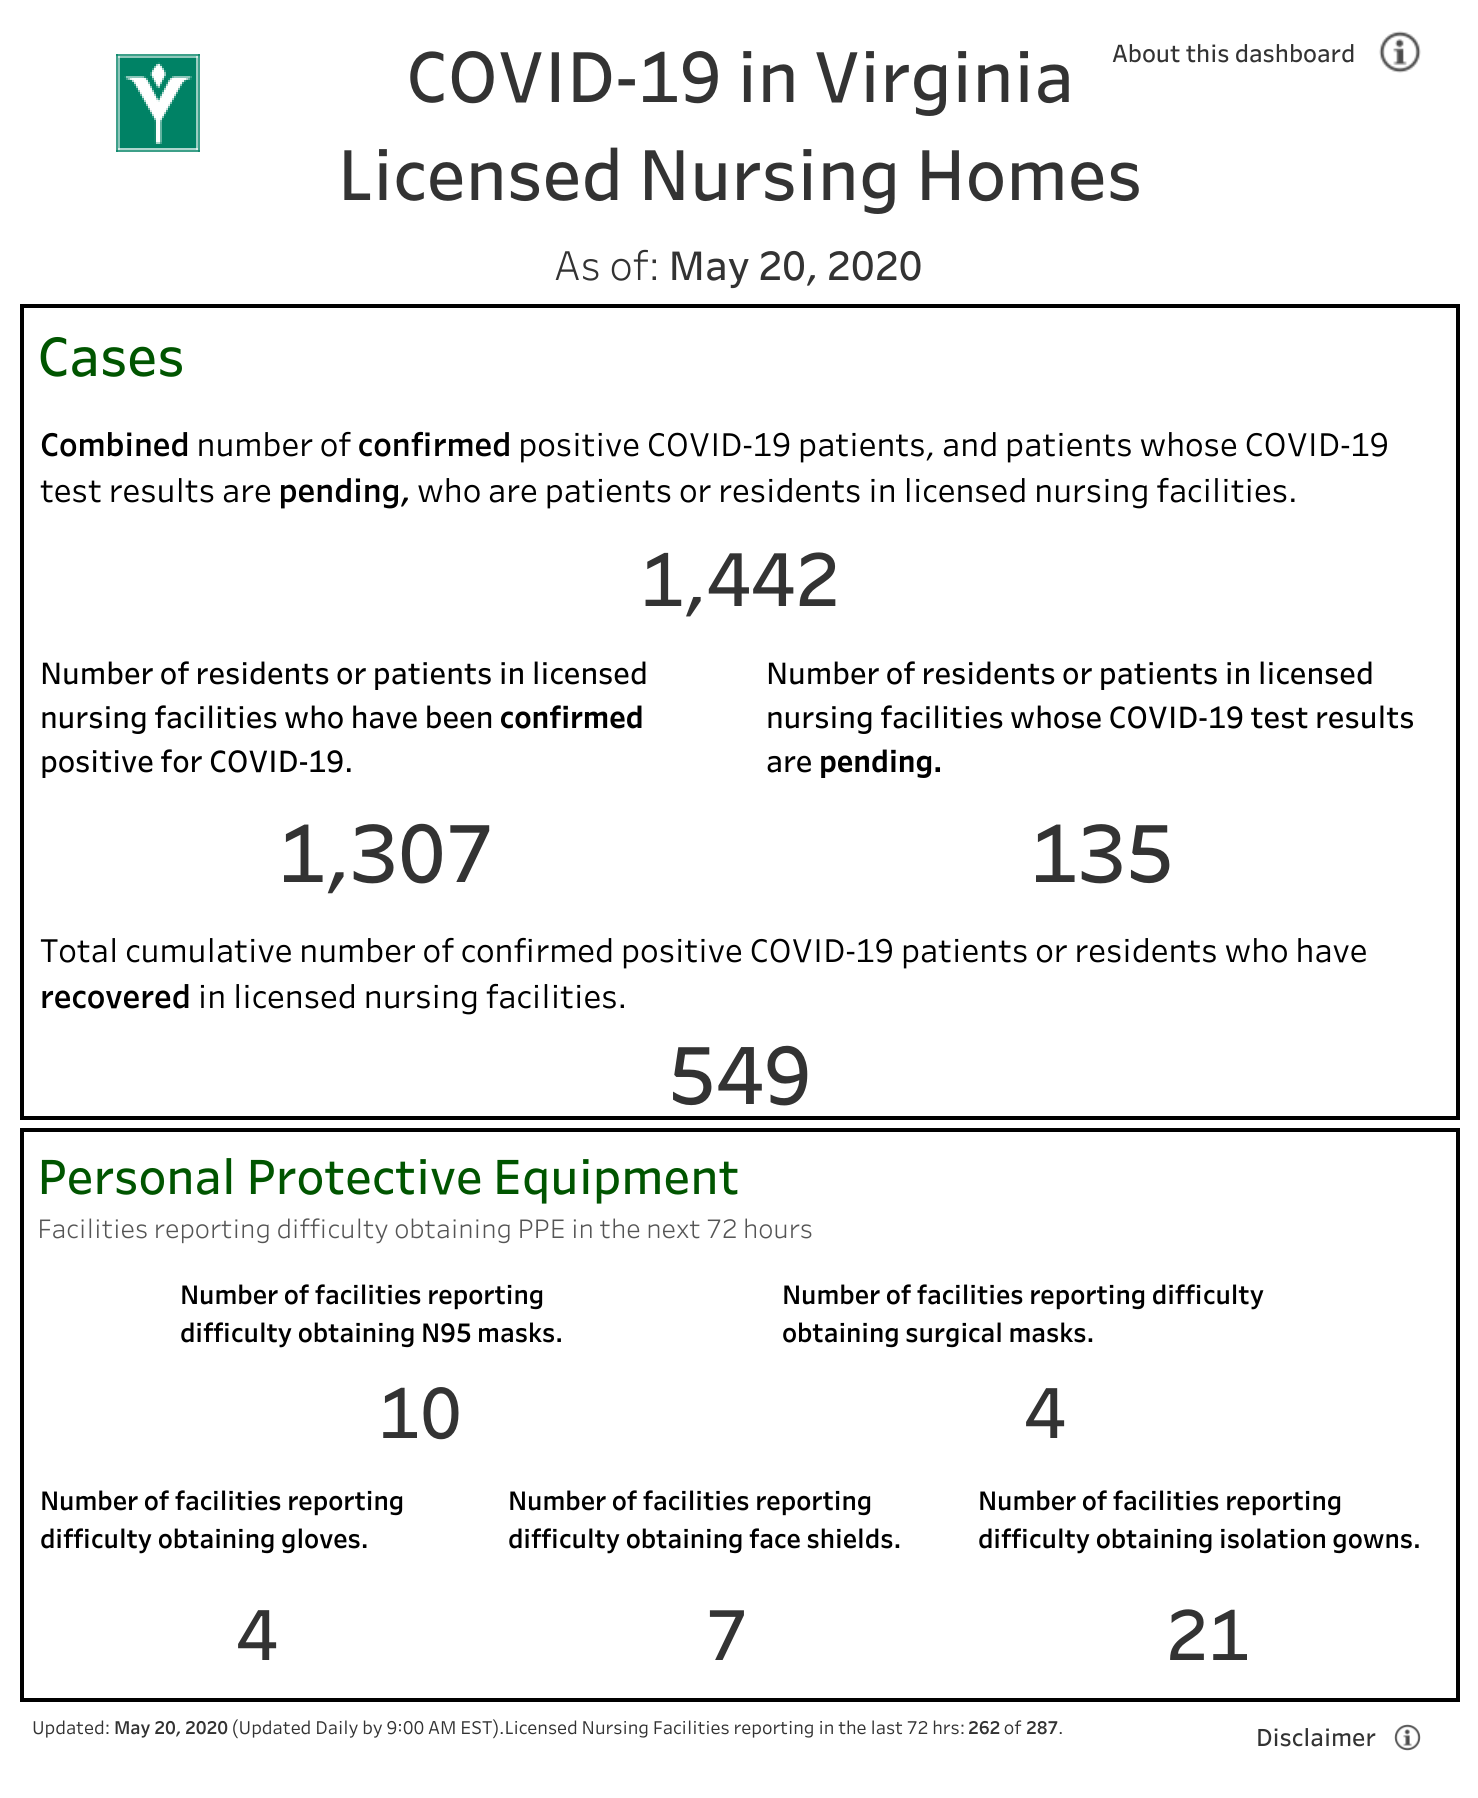 COVID-19 in Virginia
Licensed Nursing Homes
About this dashboard
As of: May 20, 2020
Cases
Combined number of confirmed positive COVID-19 patients, and patients whose COVID-19
test results are pending, who are patients or residents in licensed nursing facilities.
1,442
Number of residents or patients in licensed
nursing facilities who have been confirmed
positive for COVID-19.
1,307
Number of residents or patients in licensed
nursing facilities whose COVID-19 test results
are pending.
135
Total cumulative number of confirmed positive COVID-19 patients or residents who have
recovered in licensed nursing facilities.
549
Personal Protective Equipment
Facilities reporting difficulty obtaining PPE in the next 72 hours
Number of facilities reporting
difficulty obtaining N95 masks.
10
Number of facilities reporting difficulty
obtaining surgical masks.
4
Number of facilities reporting
difficulty obtaining gloves.
4
Number of facilities reporting
difficulty obtaining face shields.
7
Number of facilities reporting
difficulty obtaining isolation gowns.
21
Updated: May 20, 2020 (Updated Daily by 9:00 AM EST).Licensed Nursing Facilities reporting in the last 72 hrs: 262 of 287.
Disclaimer